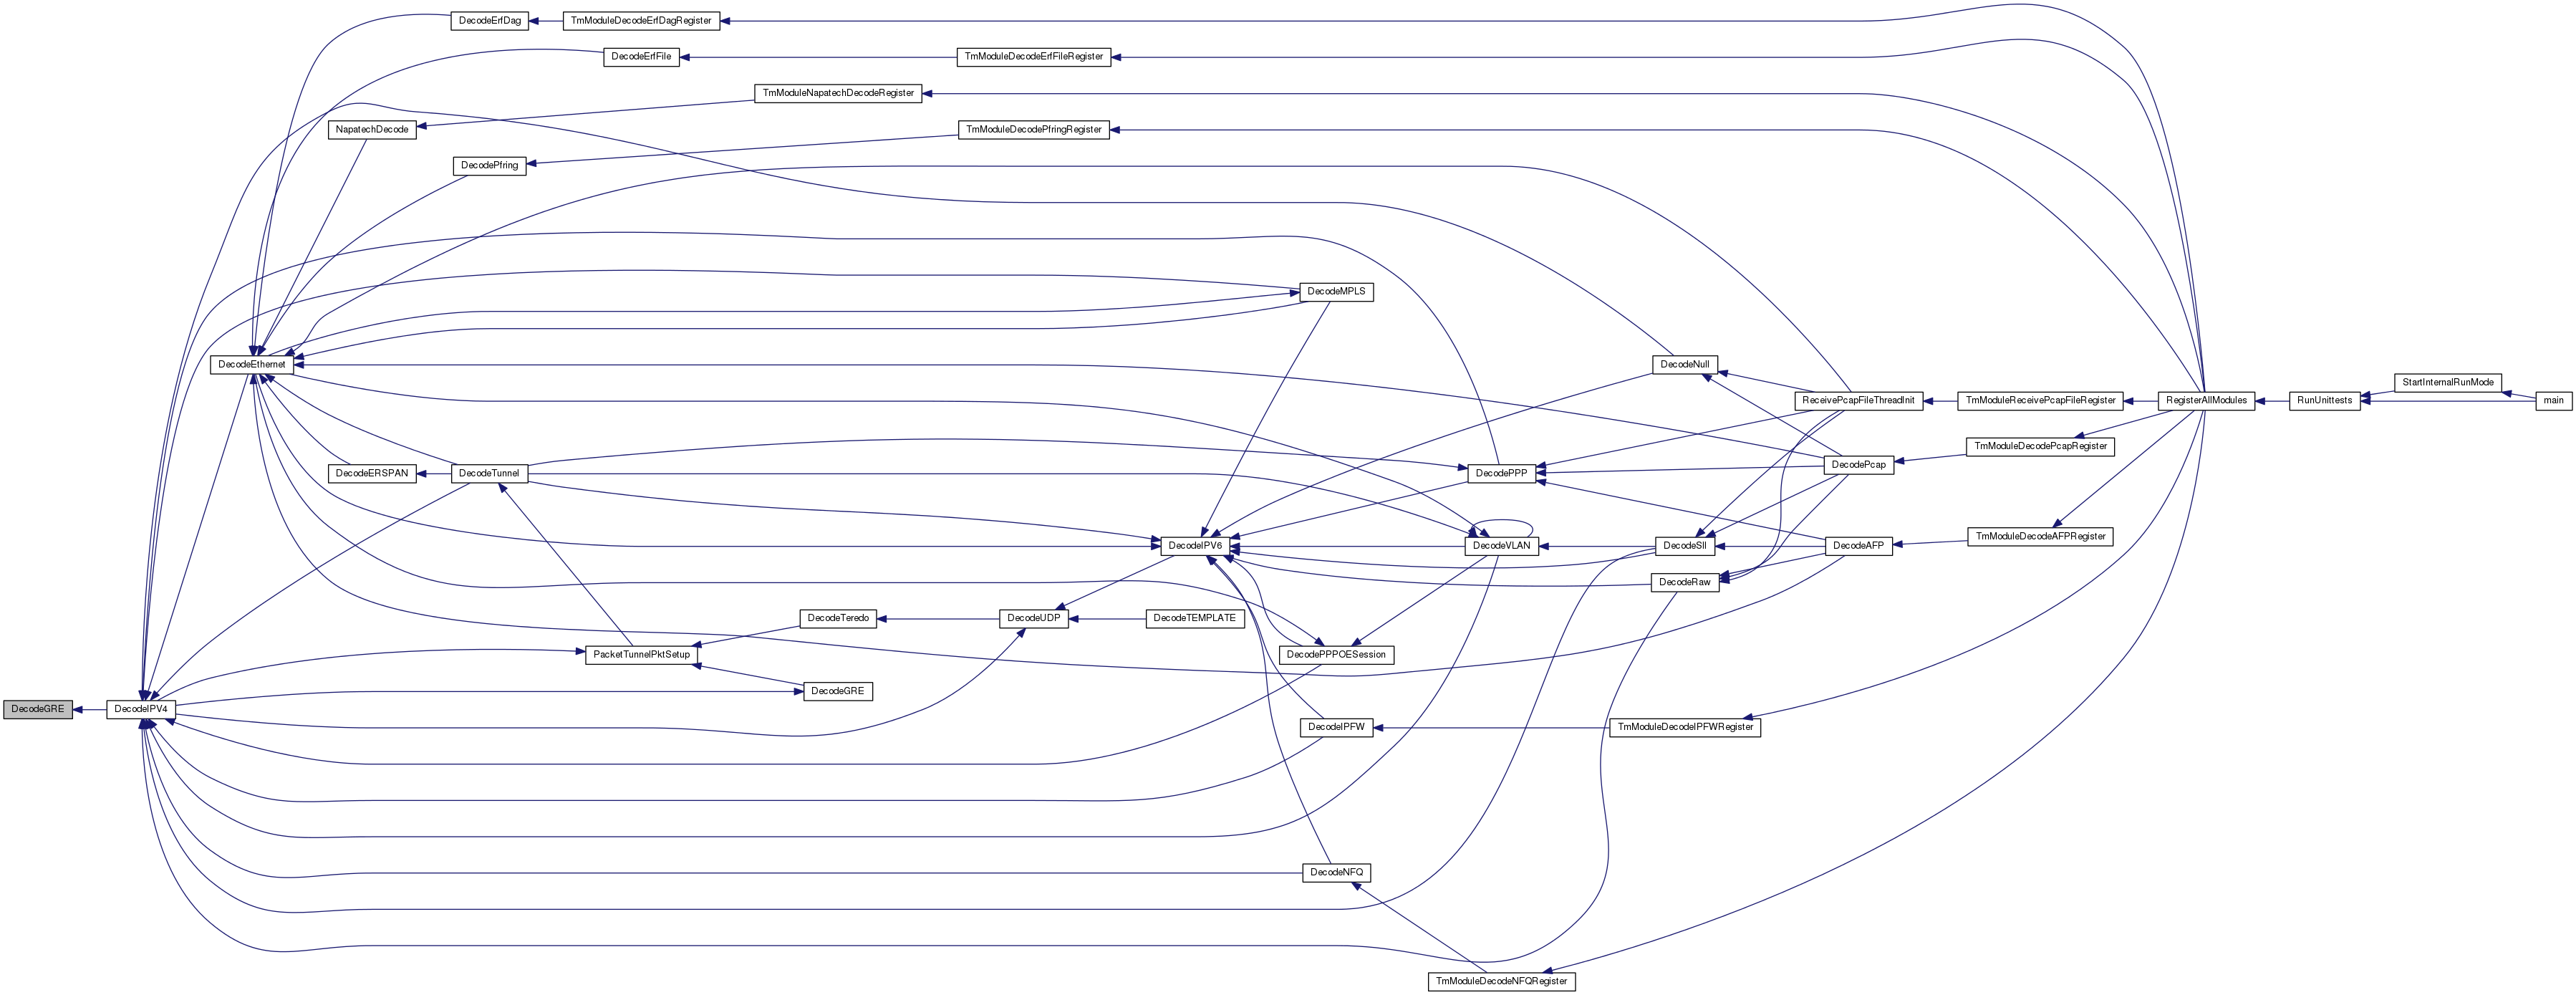 DecodeErfDag
TmModuleDecodeErfDagRegister
DecodeErfFile
TmModuleDecodeErfFileRegister
TmModuleNapatechDecodeRegister
NapatechDecode
TmModuleDecodePfringRegister
DecodePfring
DecodeMPLS
DecodeEthernet
DecodeNull
StartInternalRunMode
ReceivePcapFileThreadInit
TmModuleReceivePcapFileRegister
RegisterAllModules
RunUnittests
main
TmModuleDecodePcapRegister
DecodeERSPAN
DecodeTunnel
DecodePPP
DecodePcap
TmModuleDecodeAFPRegister
DecodeIPV6
DecodeVLAN
DecodeSll
DecodeAFP
DecodeRaw
DecodeTeredo
DecodeUDP
DecodeTEMPLATE
PacketTunnelPktSetup
DecodePPPOESession
DecodeGRE
DecodeGRE
DecodeIPV4
DecodeIPFW
TmModuleDecodeIPFWRegister
DecodeNFQ
TmModuleDecodeNFQRegister